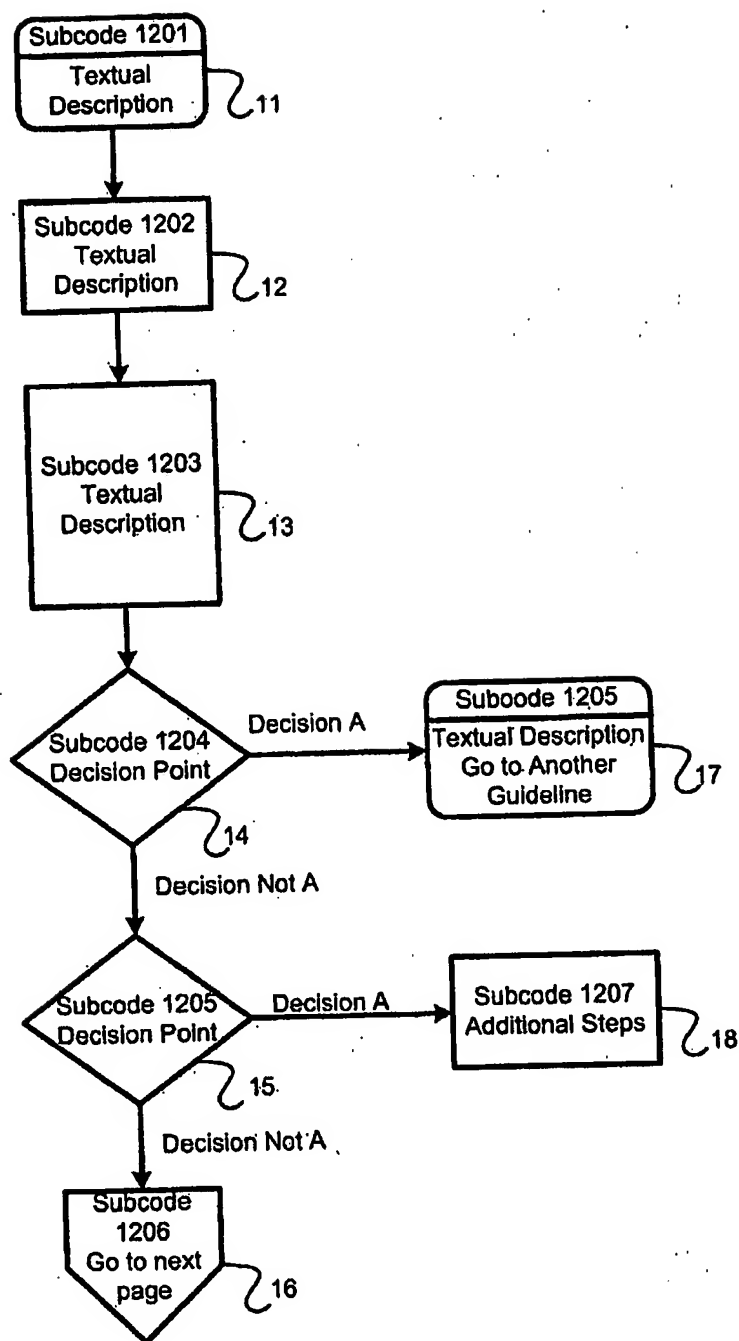 Subcode 1201
Textual
Description
11
Subcode 1202
Textual
Description
12
Subcode 1203
Textual
Description
13
Subcode 1204
Decision Point
14
Decision A
Suboode 1205
Textual Description
Go to Another
Guideline
17
Decision Not A
Subcode 1205
Decision Point
15
Decision A
Subcode 1207
Additional Steps
18
Decision Not A
Subcode
1206
Go to next
page
16